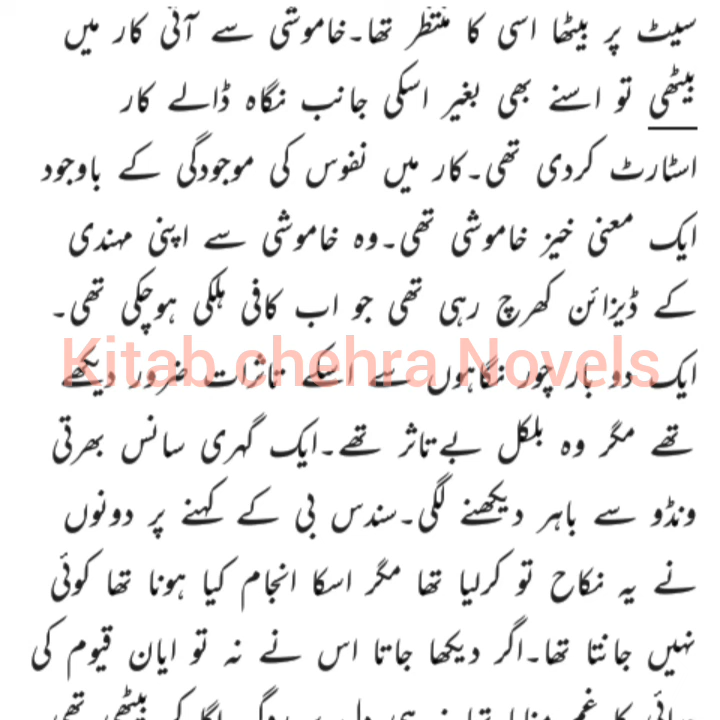 سیٹ پر بیٹھا اسی کا منتظر تھا۔خاموشی سے آئی کار میں
بیٹھی تو اسنے بھی بغیر اسکی جانب نگاہ ڈالے کار
اسٹارٹ کردی تھی۔کار میں نفوس کی موجودگی کے باوجود
ایک معنی خیز خاموشی تھی۔وہ خاموشی سے اپنی مہندی
کے ڈیزائن کھرچ رہی تھی جو اب کافی ہلکی ہوچکی تھی۔
Kitab chehra Novels
ایک دو بار چور نگاہوں سے اسکے تاثرات ضرور دیکھے
تھے مگر وہ بلکل بےتاثر تھے۔ایک گہری سانس بھرتی
ونڈو سے باہر دیکھنے لگی۔سندس بی کے کہنے پر دونوں
نے یہ نکاح تو کرلیا تھا مگر اسکا انجام کیا ہونا تھا کوئی
نہیں جانتا تھا۔اگر دیکھا جاتا اس نے نہ تو ایان قیوم کی